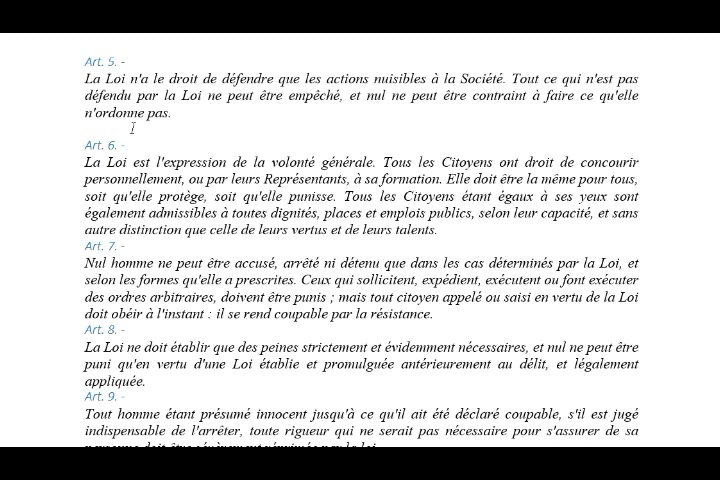 Art. 5. -
La Loi n'a le droit de défendre que les actions nuisibles à la Société. Tout ce qui n'est pas
défendu par la Loi ne peut être empêché, et nul ne peut être contraint à faire ce qu'elle
n'ordonne pas.
Art. 6. -
La Loi est l'expression de la volonté générale. Tous les Citoyens ont droit de concourir
personnellement, ou par leurs Représentants, à sa formation. Elle doit être la même pour tous,
soit qu'elle protège, soit qu'elle punisse. Tous les Citoyens étant égaux à ses yeux sont
également admissibles à toutes dignités, places et emplois publics, selon leur capacité, et sans
autre distinction que celle de leurs vertus et de leurs talents.
Art. 7. -
Nul homme ne peut être accusé, arrêté ni détenu que dans les cas déterminés par la Loi, et
selon les formes qu'elle a prescrites. Ceux qui sollicitent, expédient, exécutent ou font exécuter
des ordres arbitraires, doivent être punis ; mais tout citoyen appelé ou saisi en vertu de la Loi
doit obéir à l'instant : il se rend coupable par la résistance.
Art. 8. -
La Loi ne doit établir que des peines strictement et évidemment nécessaires, et nul ne peut être
puni qu'en vertu d'une Loi établie et promulguée antérieurement au délit, et légalement
appliquée.
Art. 9. -
Tout homme étant présumé innocent jusqu'à ce qu'il ait été déclaré coupable, s'il est jugé
indispensable de l'arrêter, toute rigueur qui ne serait pas nécessaire pour s'assurer de sa
personne doit être sévèrement réprimée par la loi.